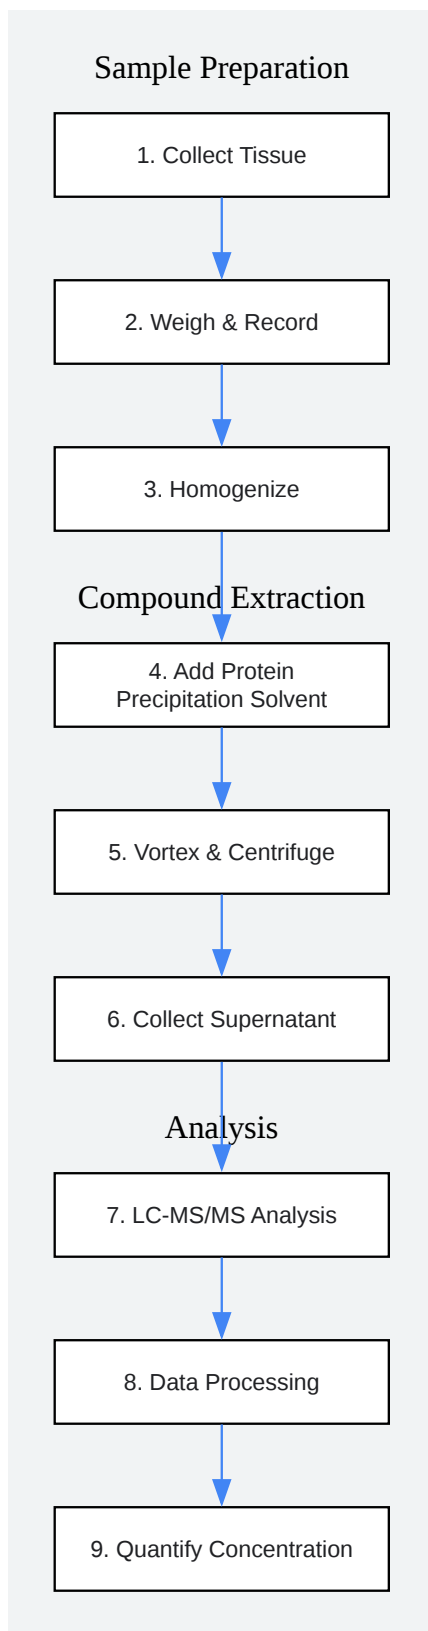 Sample Preparation
1. Collect Tissue
2. Weigh & Record
3. Homogenize
Compound Extraction
4. Add Protein
Precipitation Solvent
5. Vortex & Centrifuge
6. Collect Supernatant
Analysis
7. LC-MS/MS Analysis
8. Data Processing
9. Quantify Concentration